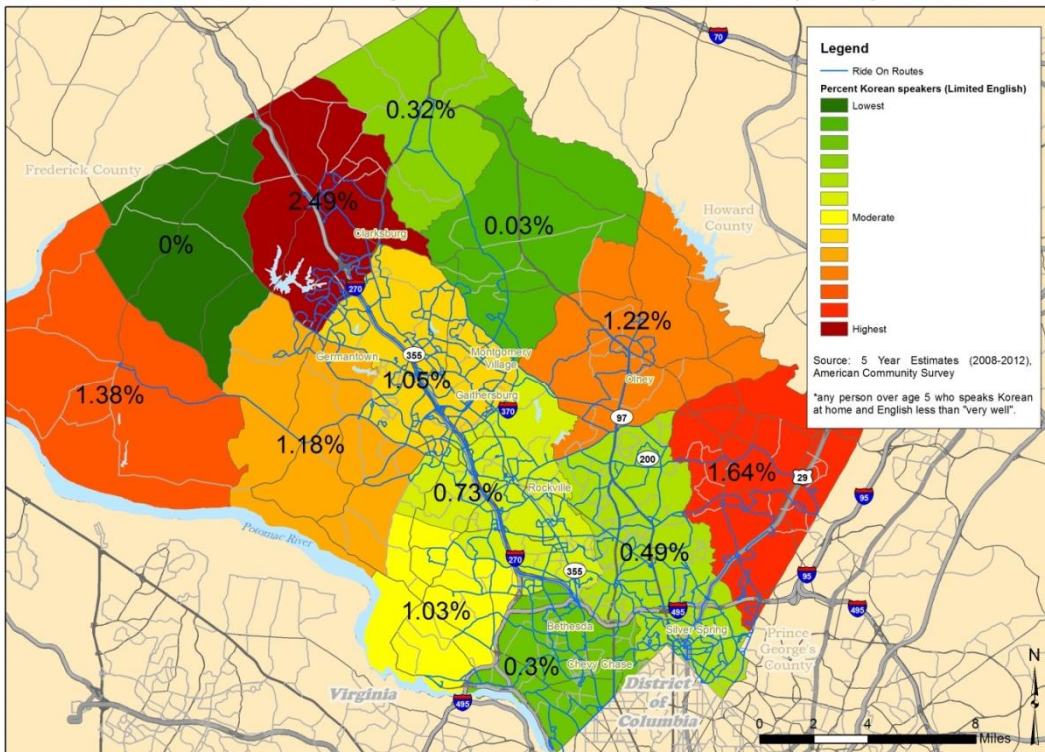 70
Legend
Ride On Routes
Percent Korean speakers (Limited English)
Lowest
Moderate
Highest
Source: 5 Year Estimates (2008-2012),
American Community Survey
*any person over age 5 who speaks Korean
at home and English less than "very well".
0.32%
Frederick County
2.49%
0.03%
Howard
County
Clarksburg
0%
270
1.22%
Germantown
355
Montgomery
Village
1.05%
Olney
1.38%
Gaithersburg
370
97
1.18%
200
1.64%
29
0.73%
Rockville
95
Potomac River
0.49%
270
355
95
1.03%
495
495
Bethesda
Silver Spring
Prince
George's
County
0.3%
Chevy Chase
Virginia
495
District
of
Columbia
N
0 2 4 8
Miles